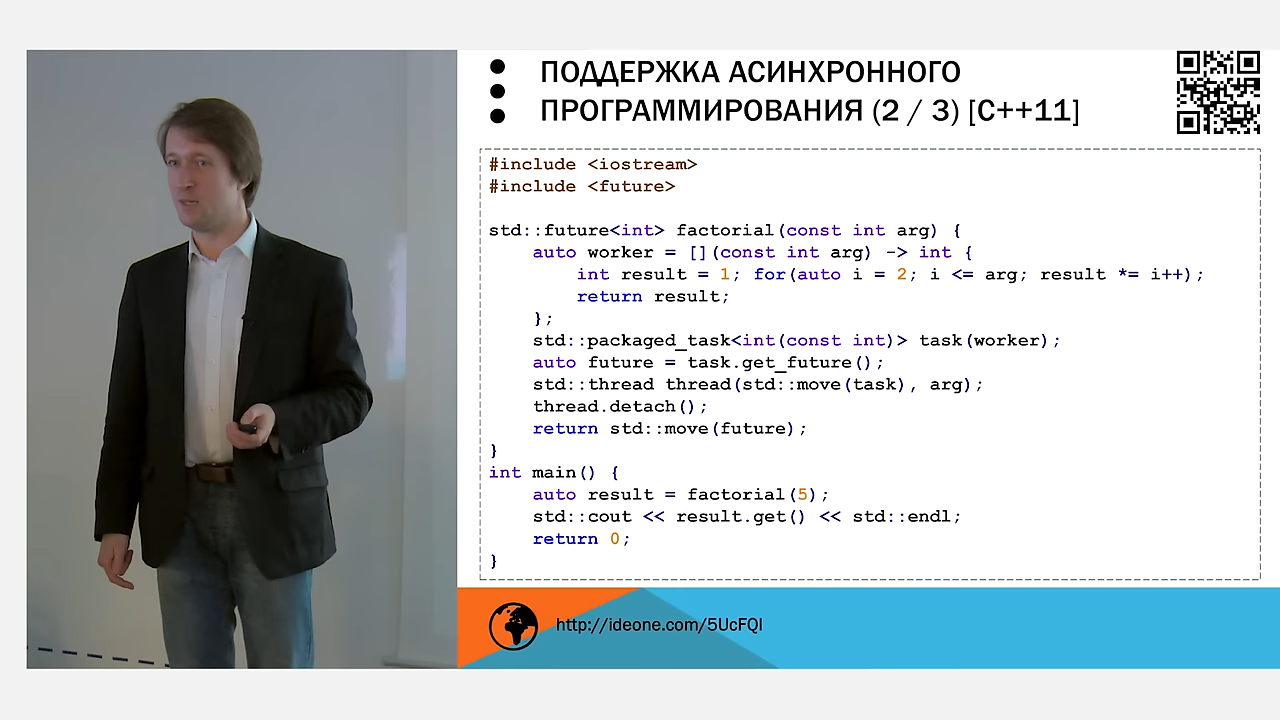 ПОДДЕРЖКА АСИНХРОННОГО
ПРОГРАММИРОВАНИЯ (2 / 3) [C++11]
#include <iostream>
#include <future>
std::future<int> factorial(const int arg) {
    auto worker = [](const int arg) -> int {
        int result = 1; for(auto i = 2; i <= arg; result *= i++);
        return result;
    };
    std::packaged_task<int(const int)> task(worker);
    auto future = task.get_future();
    std::thread thread(std::move(task), arg);
    thread.detach();
    return std::move(future);
}
int main() {
    auto result = factorial(5);
    std::cout << result.get() << std::endl;
    return 0;
}
http://ideone.com/5UcFQI